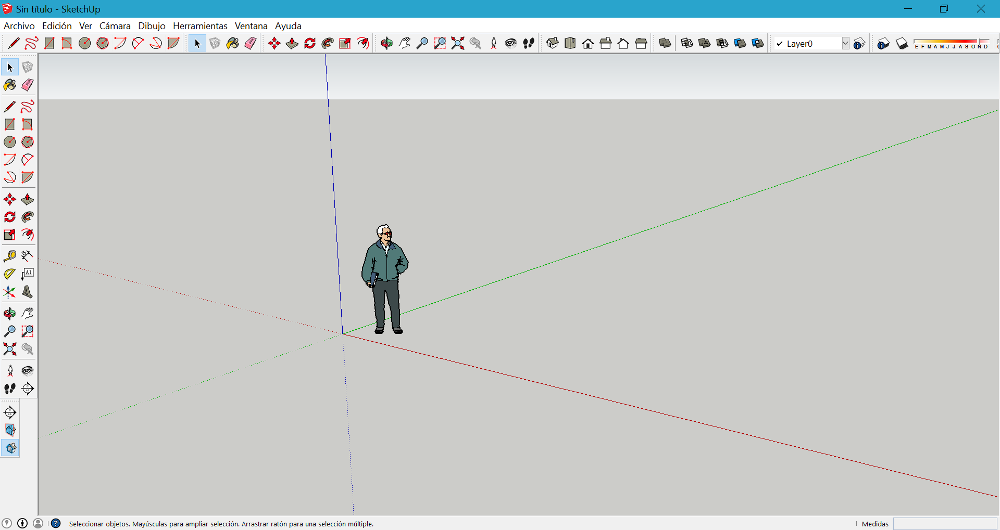 Sin título - SketchUp
Archivo Edición Ver Cámara Dibujo Herramientas Ventana Ayuda
Layer0
E F M A M J J A S O N D
A1
Seleccionar objetos. Mayúsculas para ampliar selección. Arrastrar ratón para una selección múltiple.
Medidas